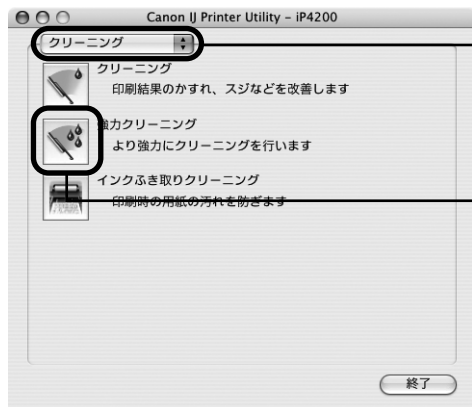 Canon IJ Printer Utility – iP4200
クリーニング
クリーニング
印刷結果のかすれ、スジなどを改善します
強力クリーニング
より強力にクリーニングを行います
インクふき取りクリーニング
印刷時の用紙の汚れを防ぎます
終了